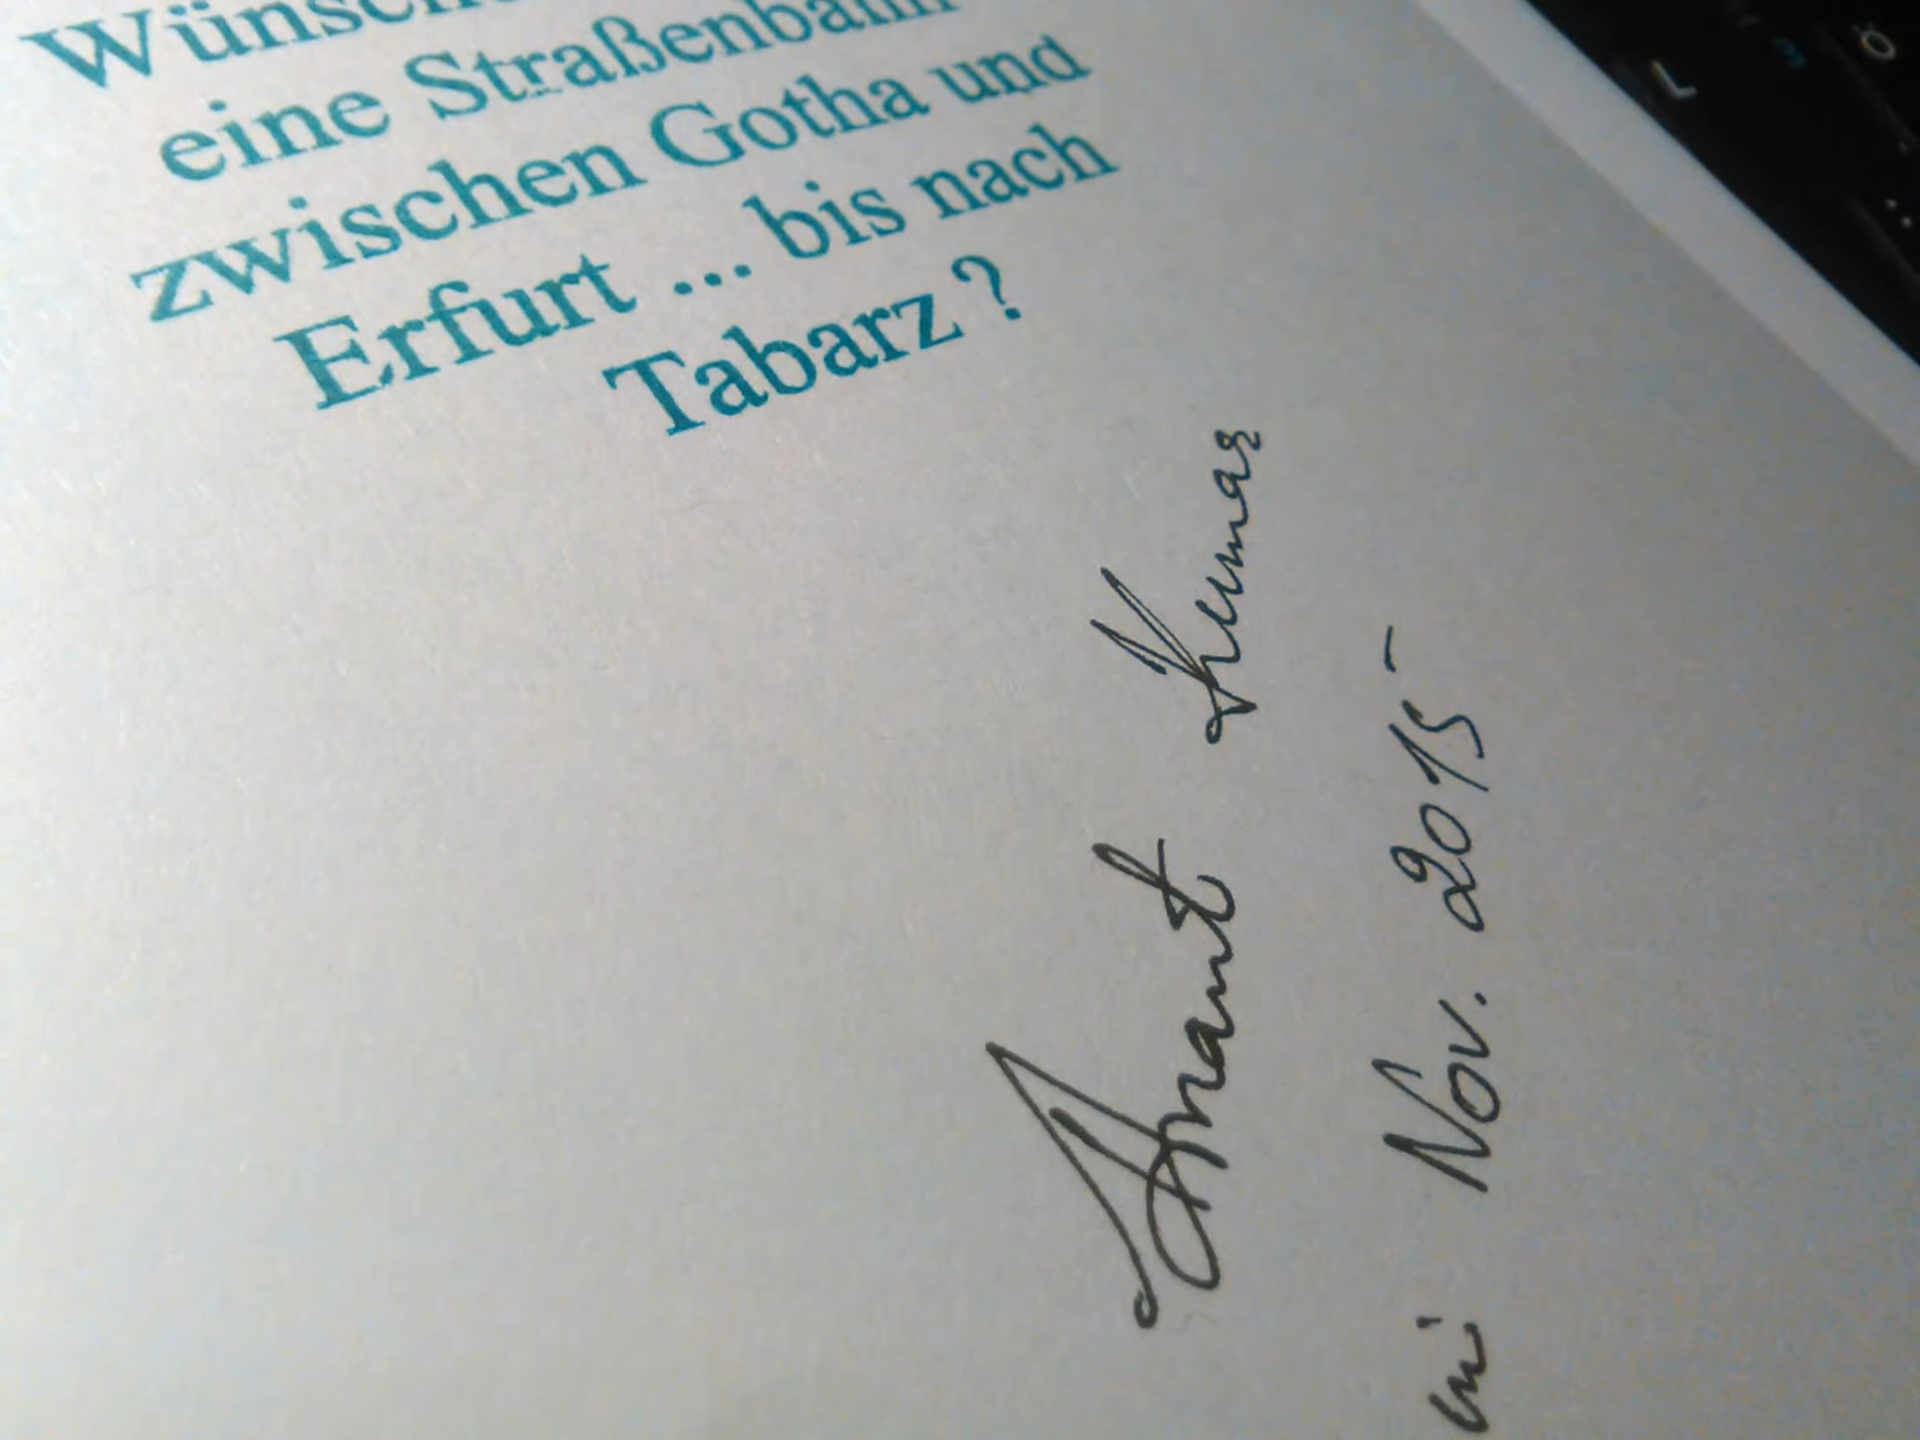 eine Straßenbahn
zwischen Gotha und
Erfurt ... bis nach
Tabarz ?
Anant Kumar
Nov. 2015
L
Ö